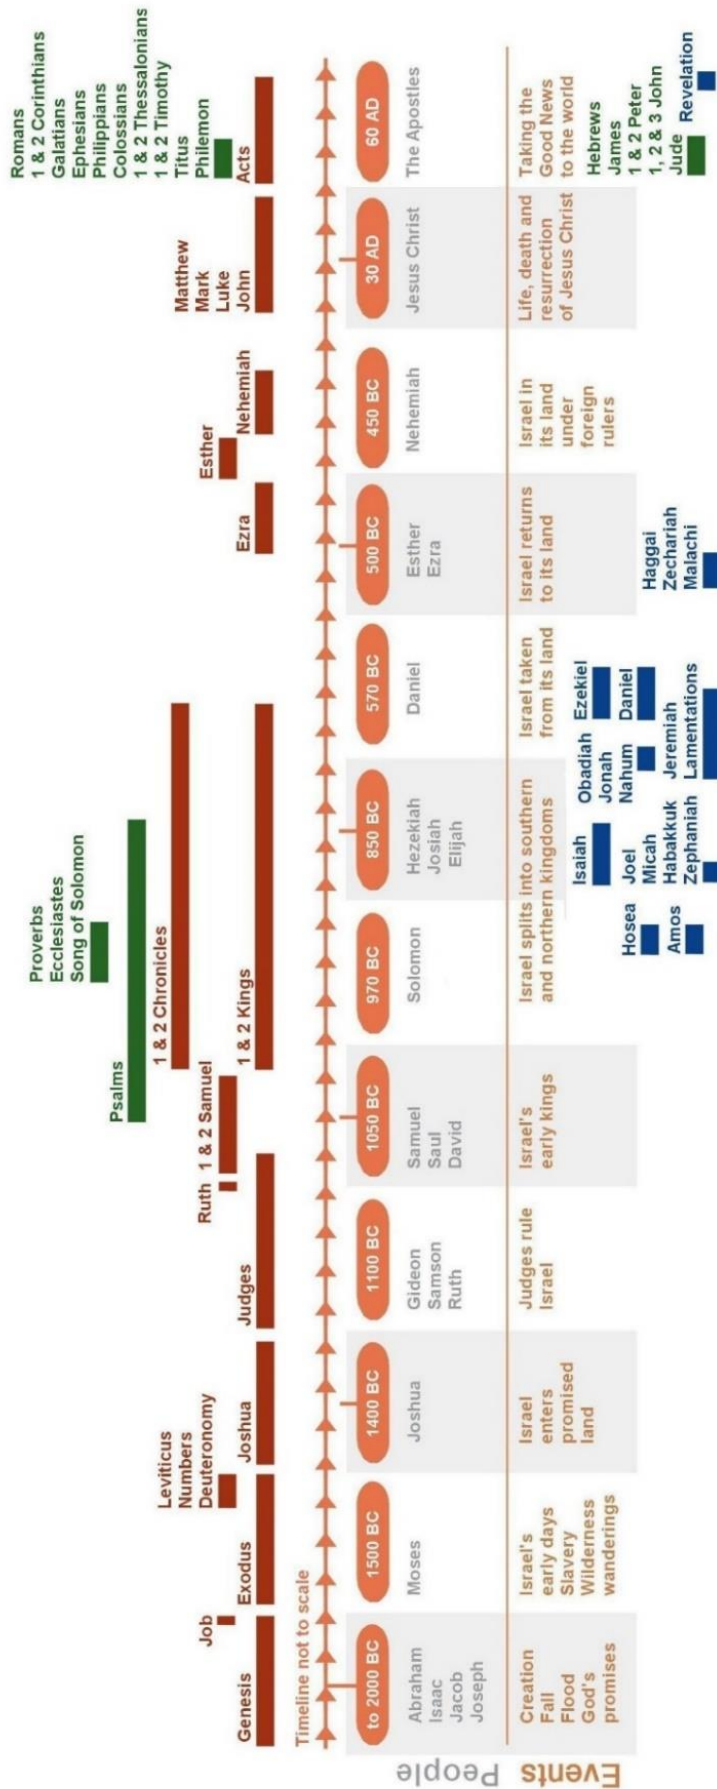 Romans
1 & 2 Corinthians
Galatians
Ephesians
Philippians
Colossians
1 & 2 Thessalonians
1 & 2 Timothy
Titus
Philemon
Proverbs
Ecclesiastes
Song of Solomon
Psalms
1 & 2 Chronicles
Matthew
Mark
Luke
John
Leviticus
Numbers
Deuteronomy
Job
Ruth
1 & 2 Samuel
Esther
Genesis
Exodus
Joshua
Judges
1 & 2 Kings
Ezra
Nehemiah
Acts
Timeline not to scale
to 2000 BC
1500 BC
1400 BC
1100 BC
1050 BC
970 BC
850 BC
570 BC
500 BC
450 BC
30 AD
60 AD
People
Abraham
Isaac
Jacob
Joseph
Moses
Joshua
Gideon
Samson
Ruth
Samuel
Saul
David
Solomon
Hezekiah
Josiah
Elijah
Daniel
Esther
Ezra
Nehemiah
Jesus Christ
The Apostles
Events
Creation
Fall
Flood
God's
promises
Israel's
early days
Slavery
Wilderness
wanderings
Israel
enters
promised
land
Judges rule
Israel
Israel's
early kings
Israel splits into southern
and northern kingdoms
Israel taken
from its land
Israel returns
to its land
Israel in
its land
under
foreign
rulers
Life, death and
resurrection
of Jesus Christ
Taking the
Good News
to the world
Hosea
Amos
Isaiah
Joel
Micah
Habakkuk
Zephaniah
Obadiah
Jonah
Nahum
Ezekiel
Daniel
Jeremiah
Lamentations
Haggai
Zechariah
Malachi
Hebrews
James
1 & 2 Peter
1, 2 & 3 John
Jude
Revelation